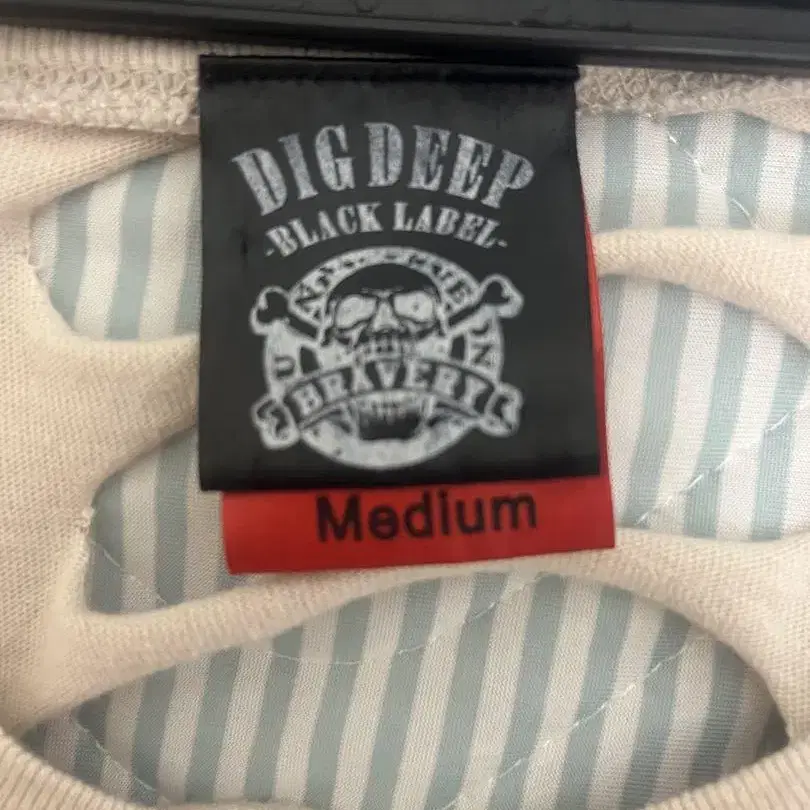 DIG DEEP
-BLACK LABEL-
BRAVERY
Medium